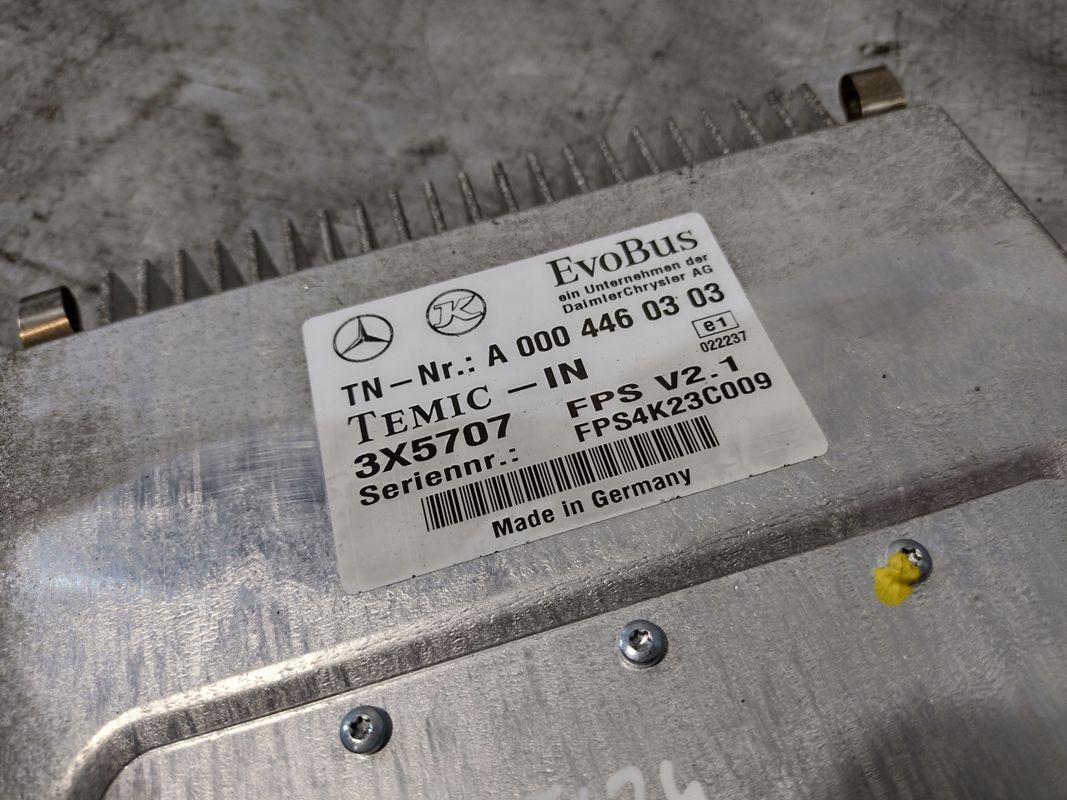 K
EvoBus
ein Unternehmen der
DaimlerChrysler AG
TN-Nr.: A 000 446 03 03
e1
022237
TEMIC-IN
3X5707 FPS V2.1
Seriennr.: FPS4K23C009
Made in Germany